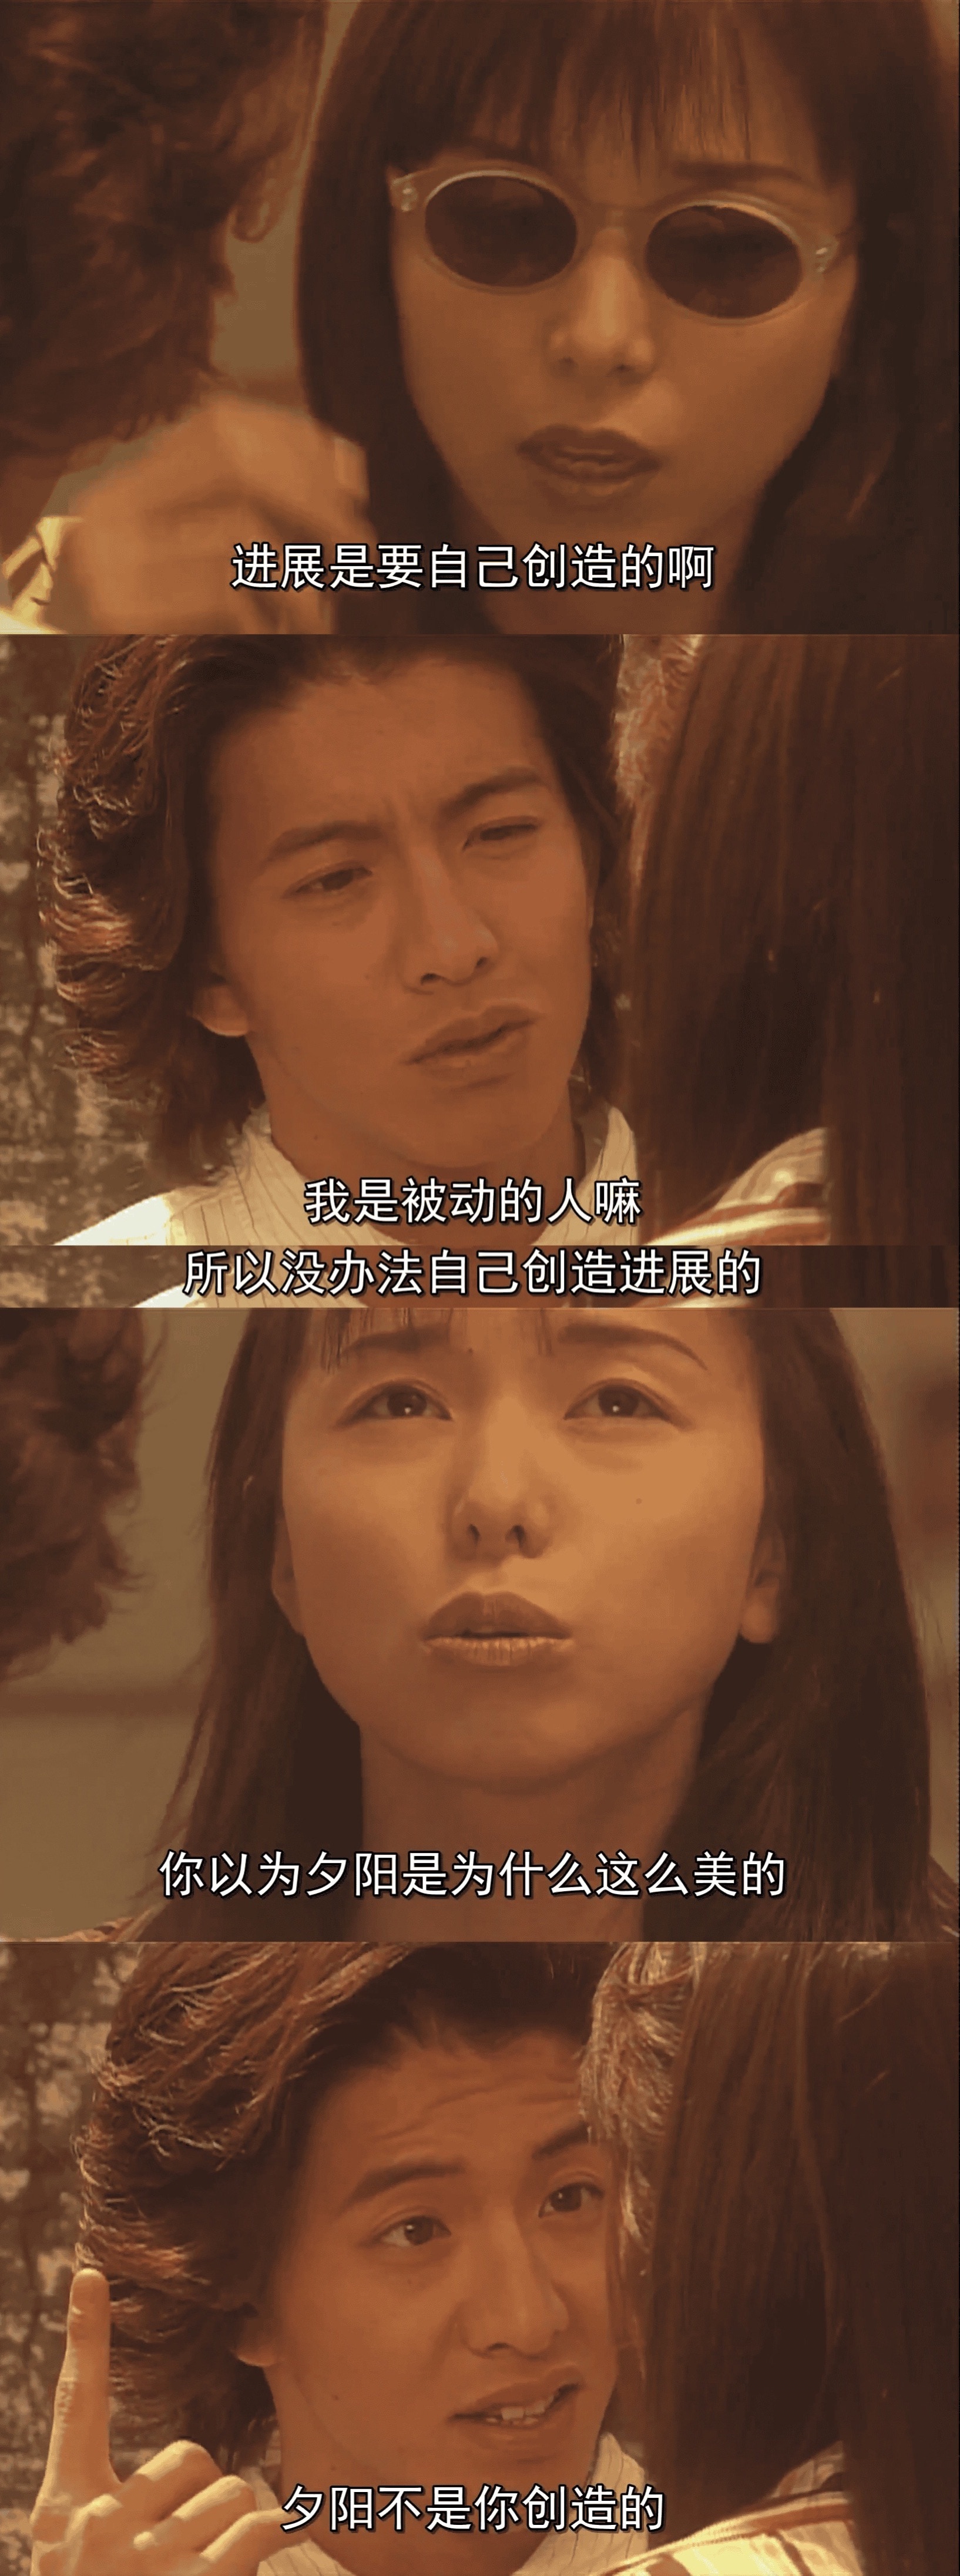 进展是要自己创造的啊
我是被动的人嘛
所以没办法自己创造进展的
你以为夕阳是为什么这么美的
夕阳不是你创造的